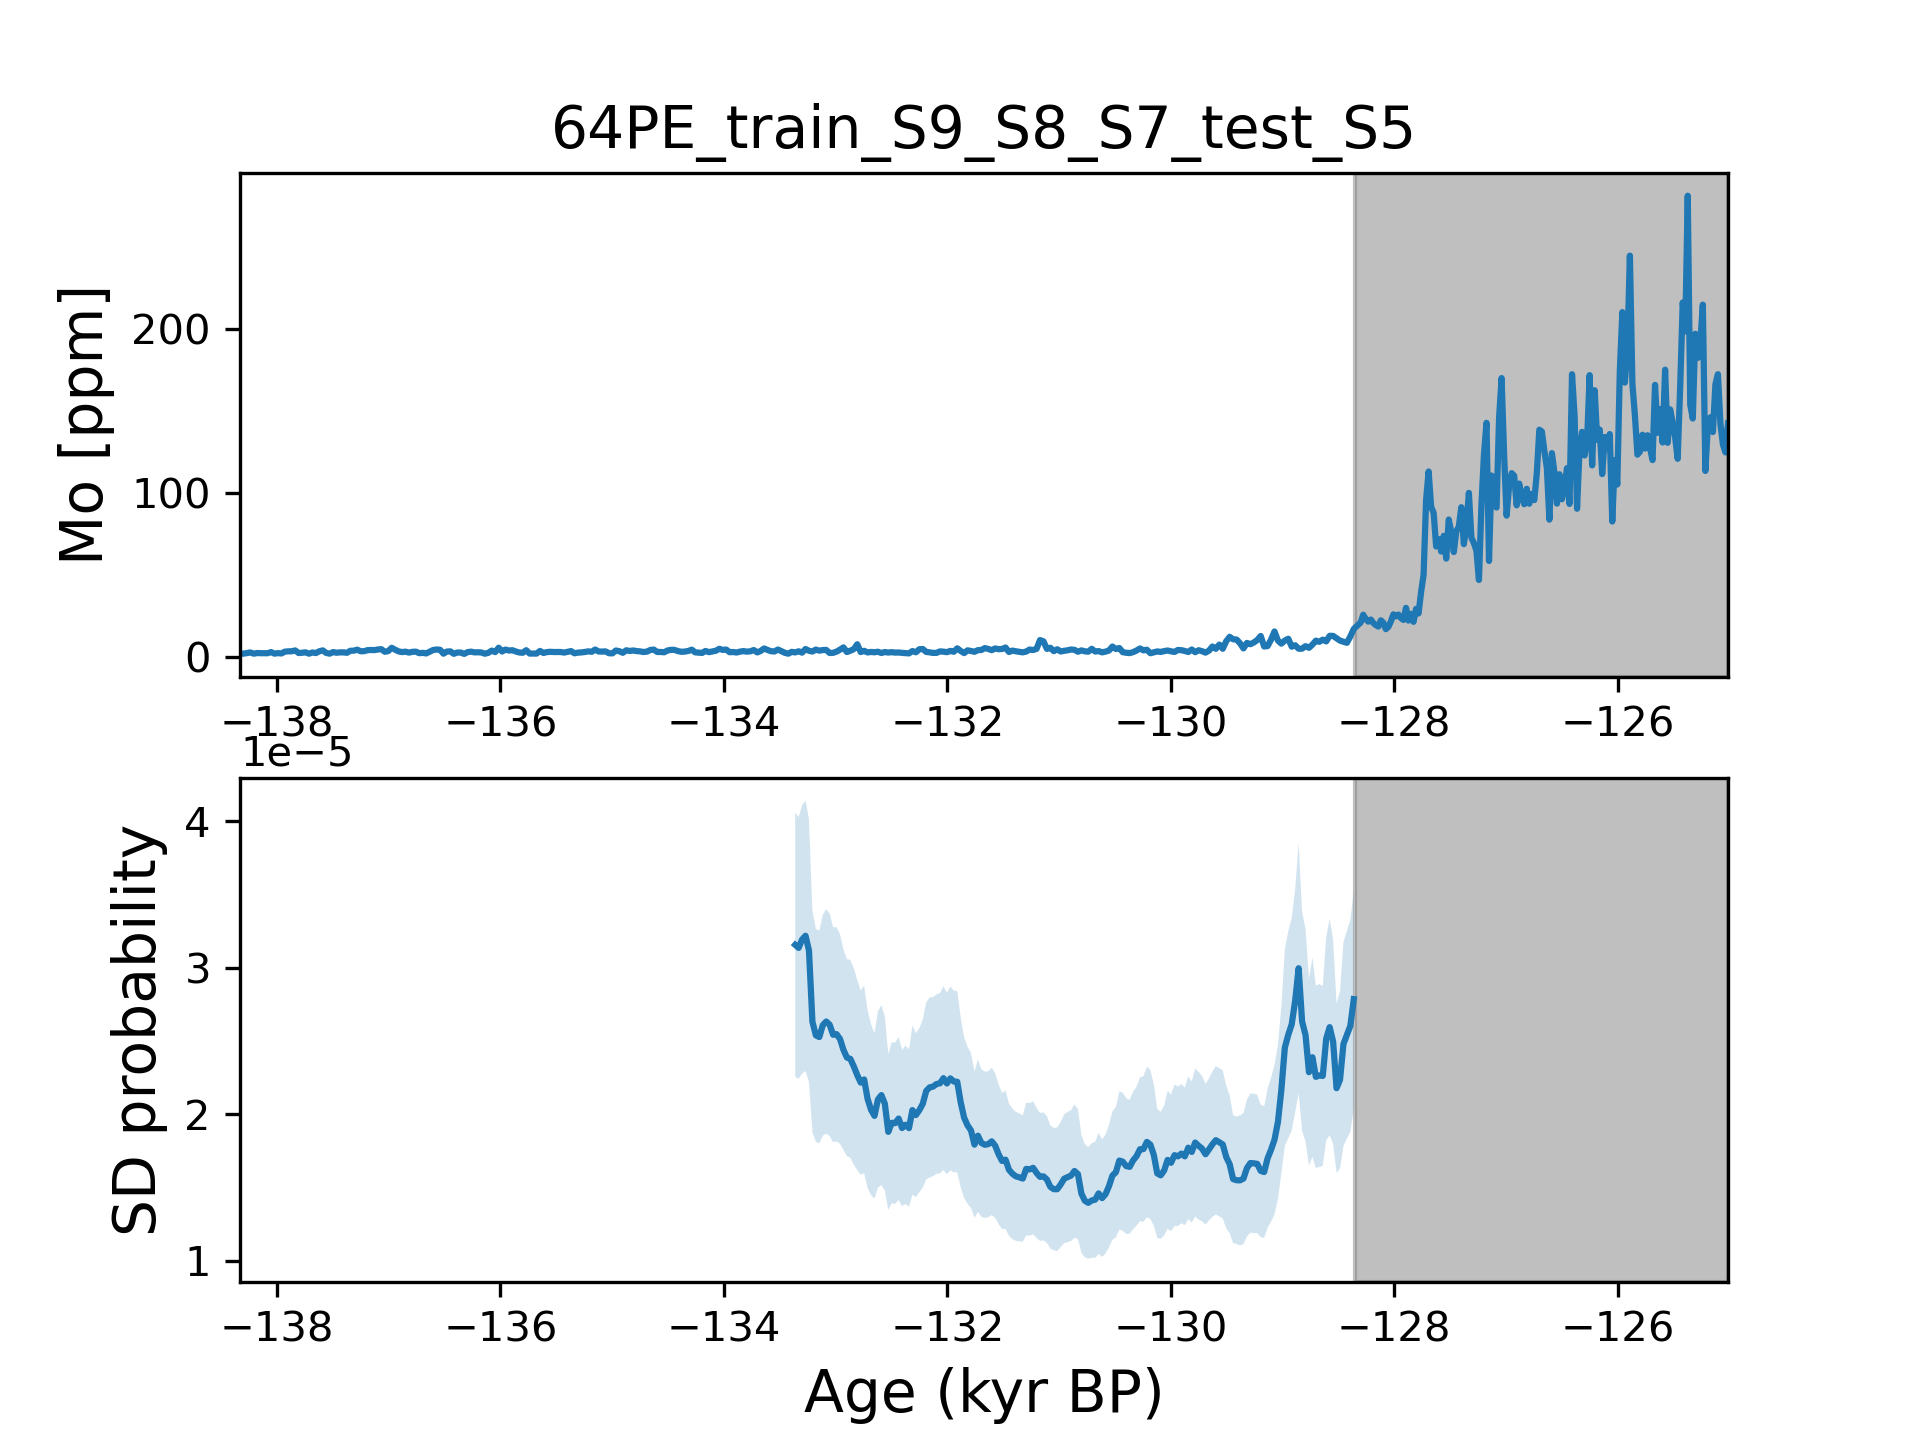 64PE_train_S9_S8_S7_test_S5
Mo [ppm]
200
100
0
−138 −136 −134 −132 −130 −128 −126
1e−5
SD probability
4
3
2
1
−138 −136 −134 −132 −130 −128 −126
Age (kyr BP)